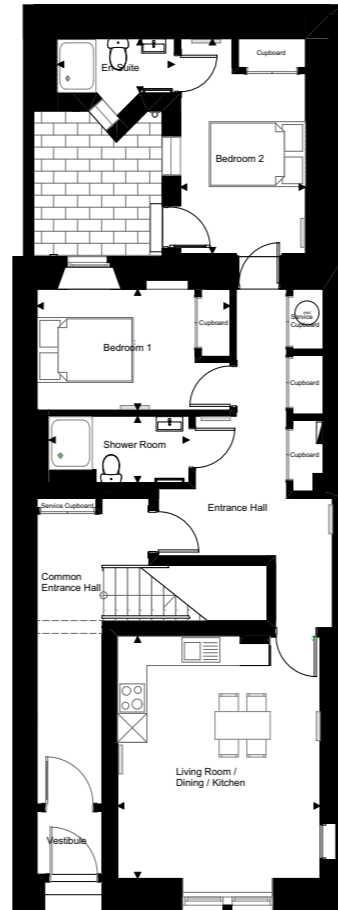 Cupboard
En Suite
Bedroom 2
Service
Cupboard
Cupboard
Bedroom 1
Cupboard
Shower Room
Cupboard
Service Cupboard
Entrance Hall
Common
Entrance Hall
Living Room /
Dining / Kitchen
Vestibule